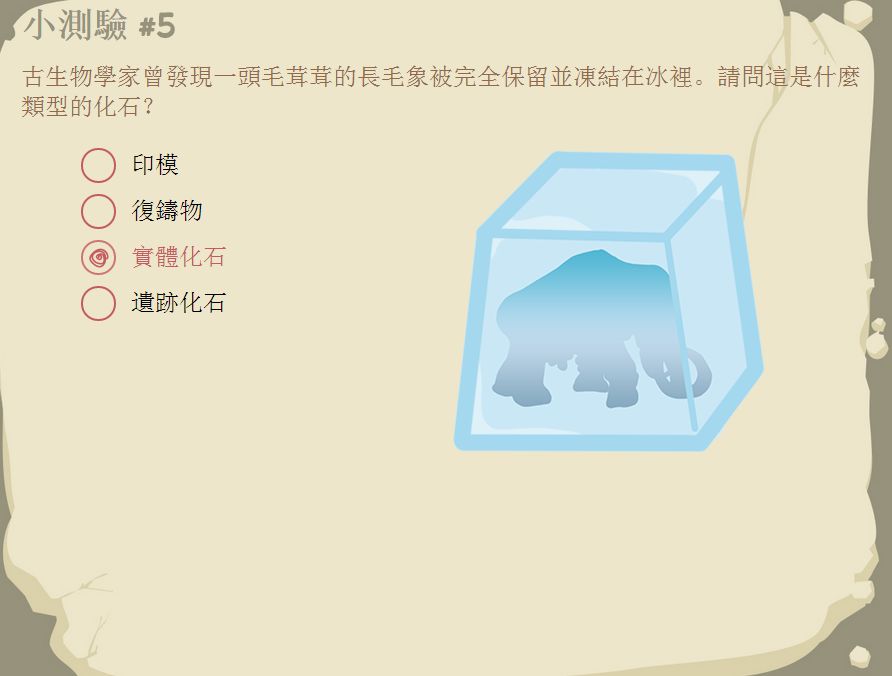 小測驗 #5
古生物學家曾發現一頭毛茸茸的長毛象被完全保留並凍結在冰裡。請問這是什麼
類型的化石？
印模
復鑄物
實體化石
遺跡化石